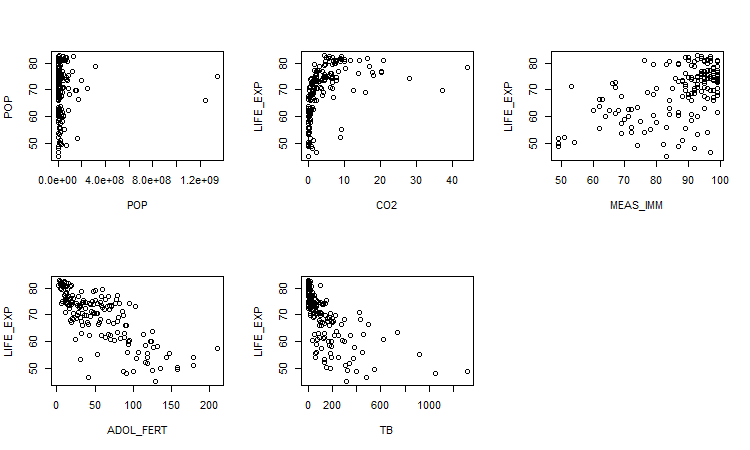 POP
50 60 70 80
0.0e+00 4.0e+08 8.0e+08 1.2e+09
POP
LIFE_EXP
50 60 70 80
0 10 20 30 40
CO2
LIFE_EXP
50 60 70 80
50 60 70 80 90 100
MEAS_IMM
LIFE_EXP
50 60 70 80
0 50 100 150 200
ADOL_FERT
LIFE_EXP
50 60 70 80
0 200 600 1000
TB